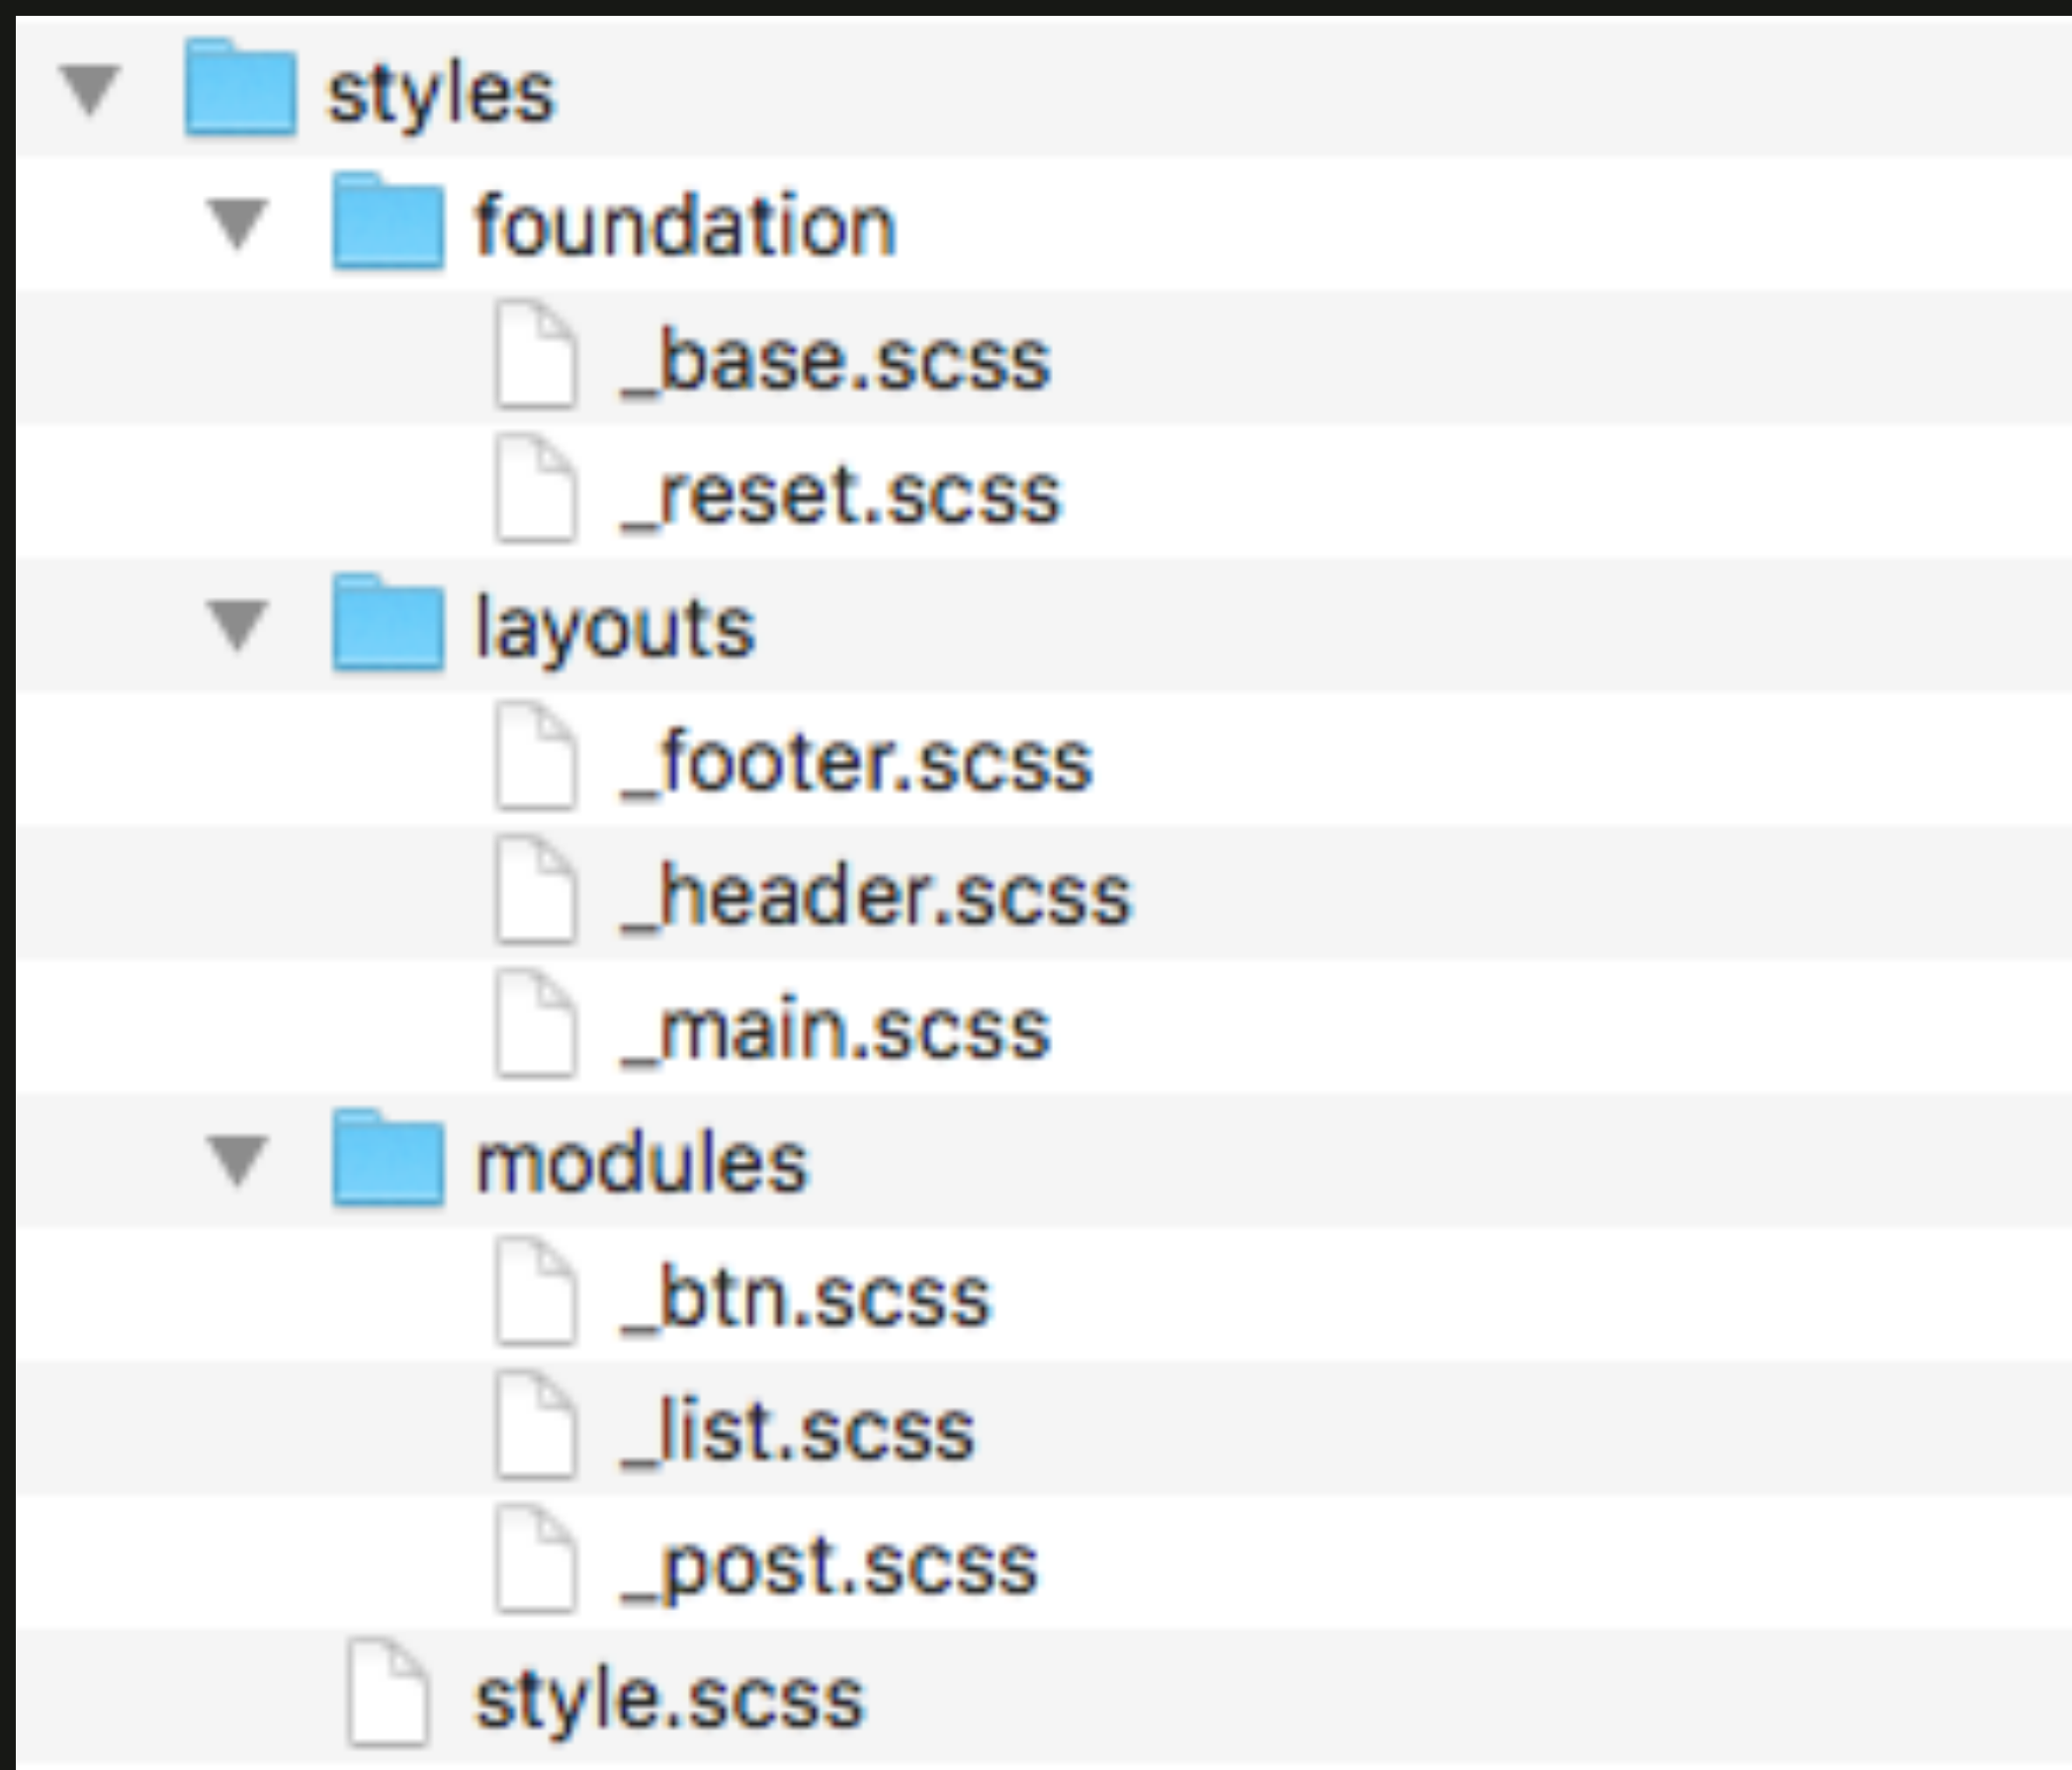 styles
foundation
_base.scss
_reset.scss
layouts
_footer.scss
_header.scss
_main.scss
modules
_btn.scss
_list.scss
_post.scss
style.scss